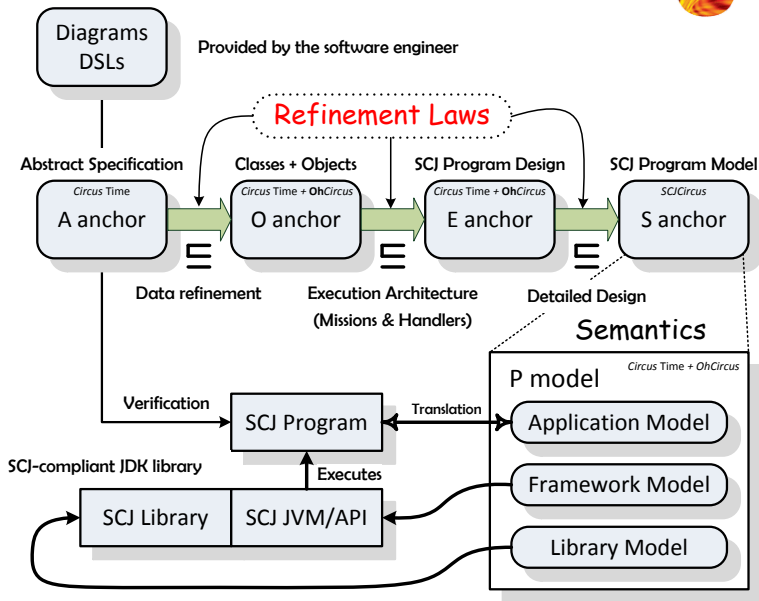 Diagrams
DSLs
Provided by the software engineer
Refinement Laws
Abstract Specification
Classes + Objects
SCJ Program Design
SCJ Program Model
Circus Time
A anchor
Circus Time + OhCircus
O anchor
Circus Time + OhCircus
E anchor
SCJCircus
S anchor
⊑
⊑
⊑
Data refinement
Execution Architecture
(Missions & Handlers)
Detailed Design
Semantics
P model
Circus Time + OhCircus
Verification
SCJ Program
Translation
Application Model
SCJ-compliant JDK library
Executes
Framework Model
SCJ Library
SCJ JVM/API
Library Model